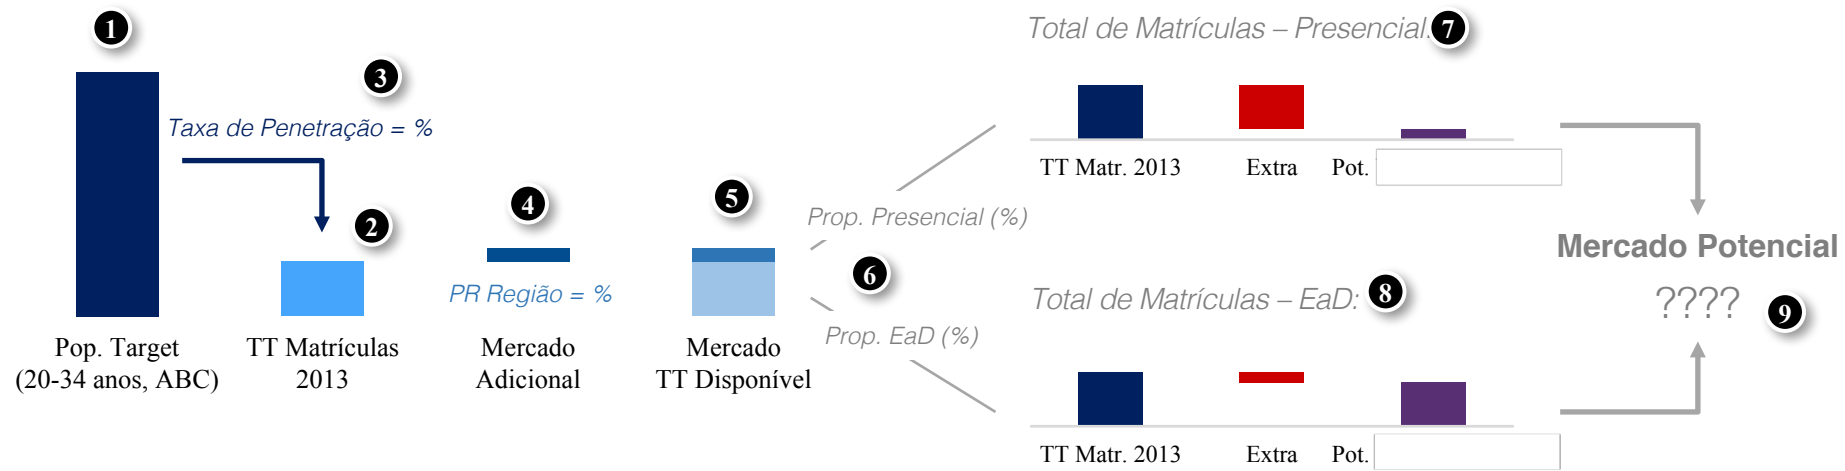 1
3
Taxa de Penetração = %
2
Pop. Target
(20-34 anos, ABC)
TT Matrículas
2013
4
PR Região = %
Mercado
Adicional
5
Mercado
TT Disponível
6
Prop. Presencial (%)
Prop. EaD (%)
Total de Matrículas – Presencial:
7
TT Matr. 2013
Extra
Pot.
Total de Matrículas – EaD:
8
TT Matr. 2013
Extra
Pot.
Mercado Potencial
????
9